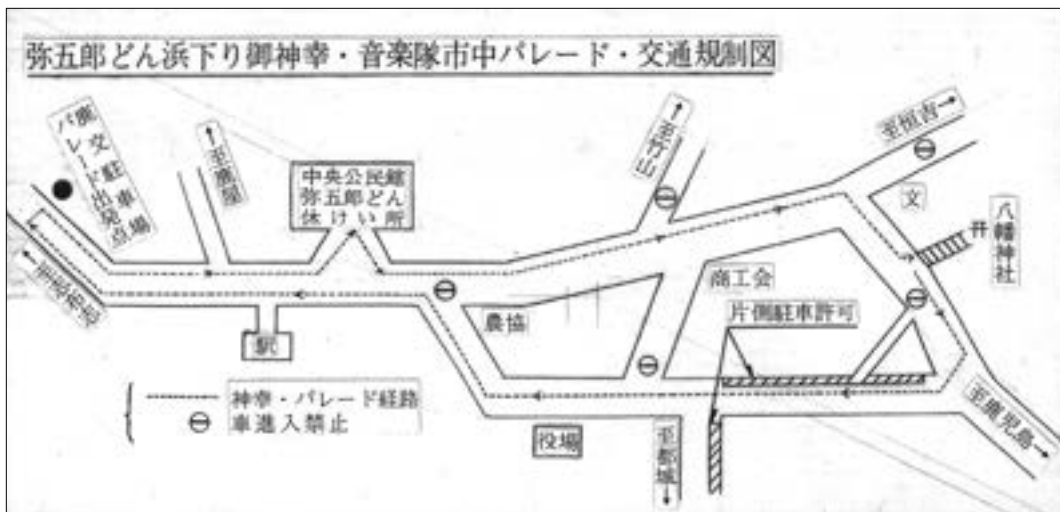 弥五郎どん浜下り御神幸・音楽隊市中パレード・交通規制図
鹿交駐車場
パレード出発点
←至鹿屋
中央公民館
弥五郎どん
休けい所
←至竹山
至恒吉→
文
八幡神社
商工会
片側駐車許可
農協
駅
神幸・パレード経路
車進入禁止
役場
至都城→
至鹿児島→